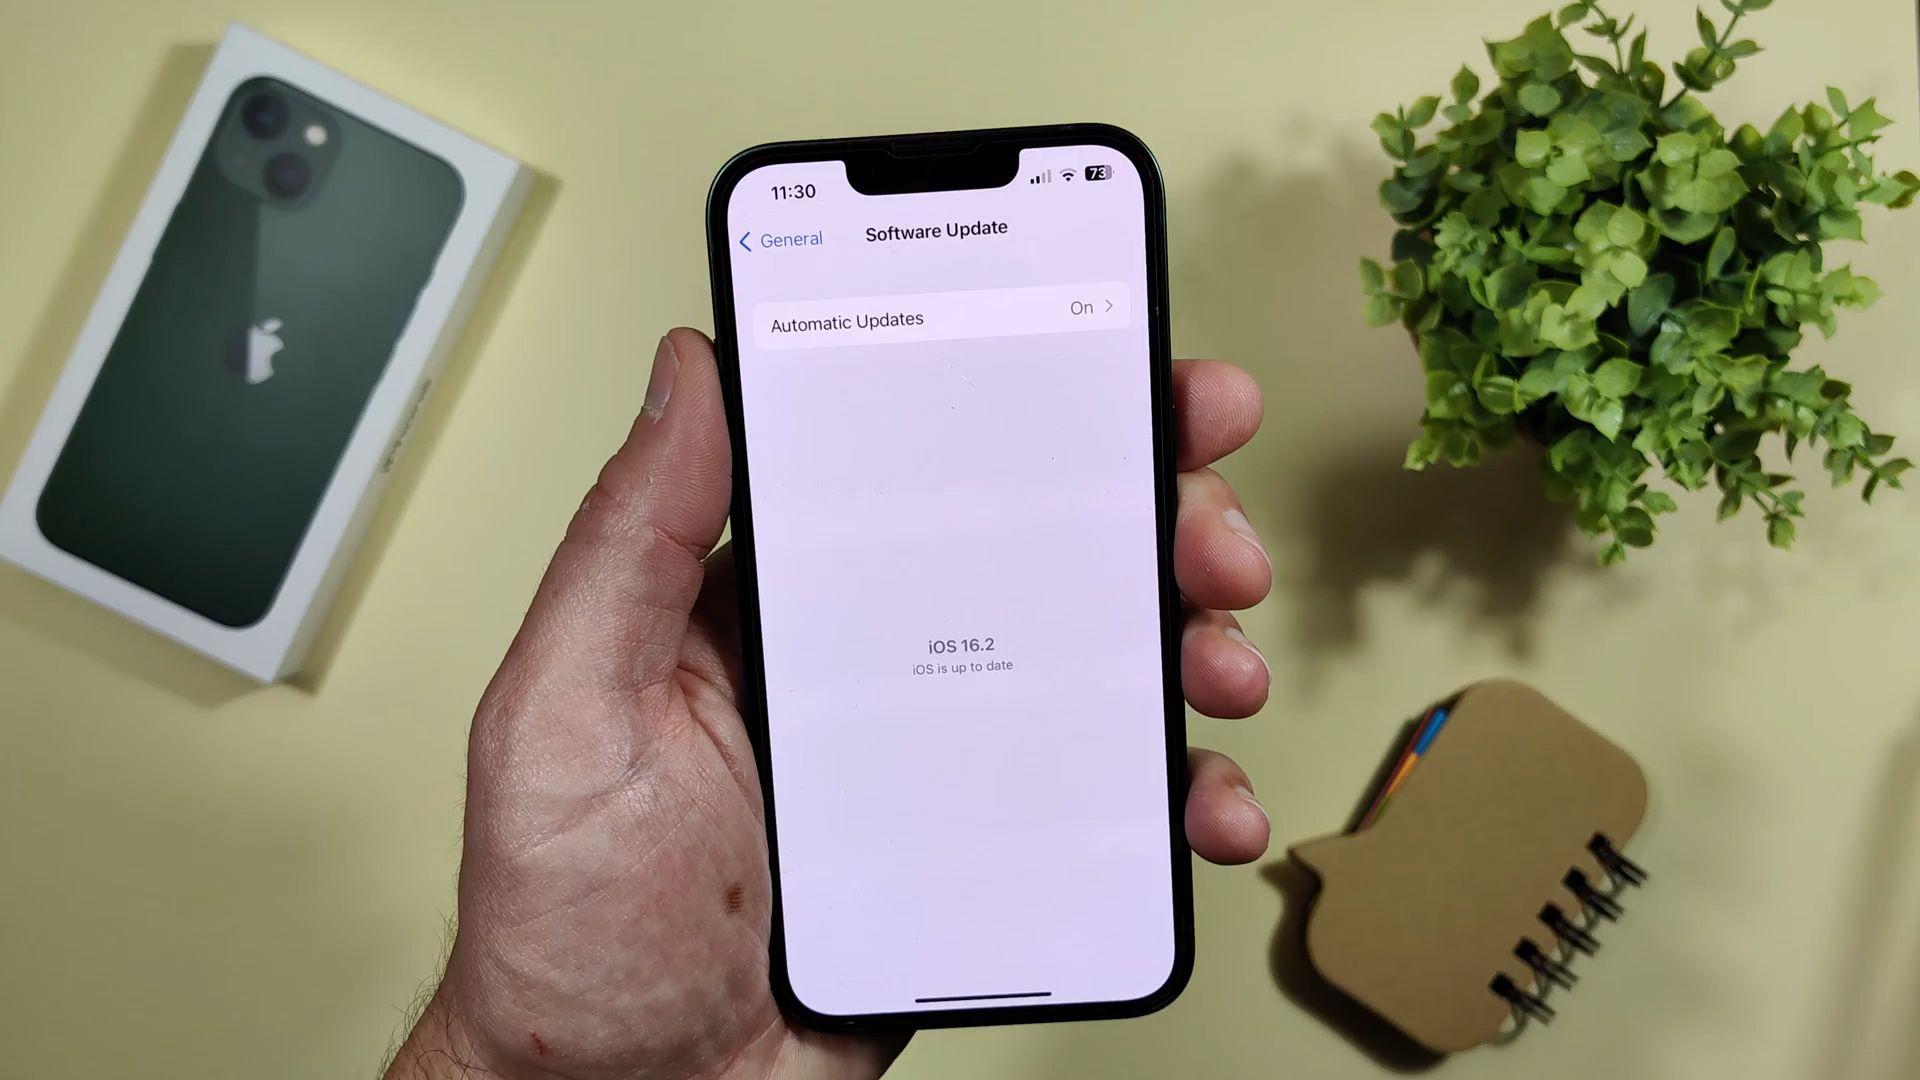 11:30
73
General
Software Update
Automatic Updates
On
iOS 16.2
iOS is up to date